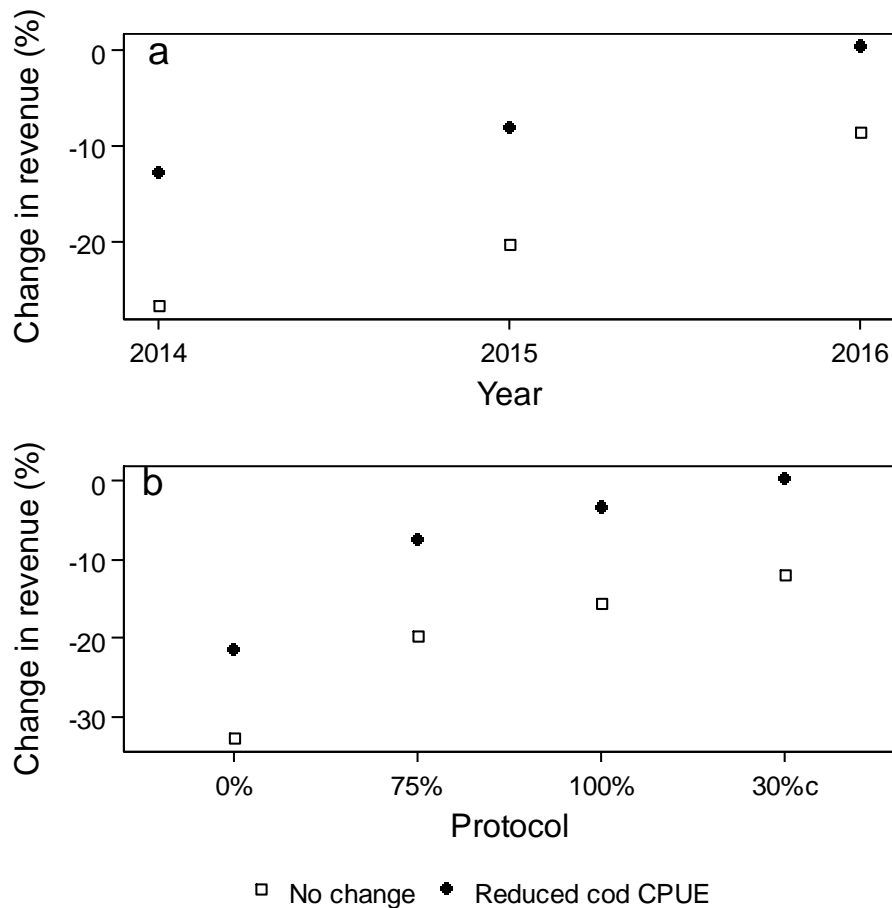 a
Change in revenue (%)
0
-10
-20
2014 2015 2016
Year
b
Change in revenue (%)
0
-10
-20
-30
0% 75% 100% 30%c
Protocol
No change Reduced cod CPUE